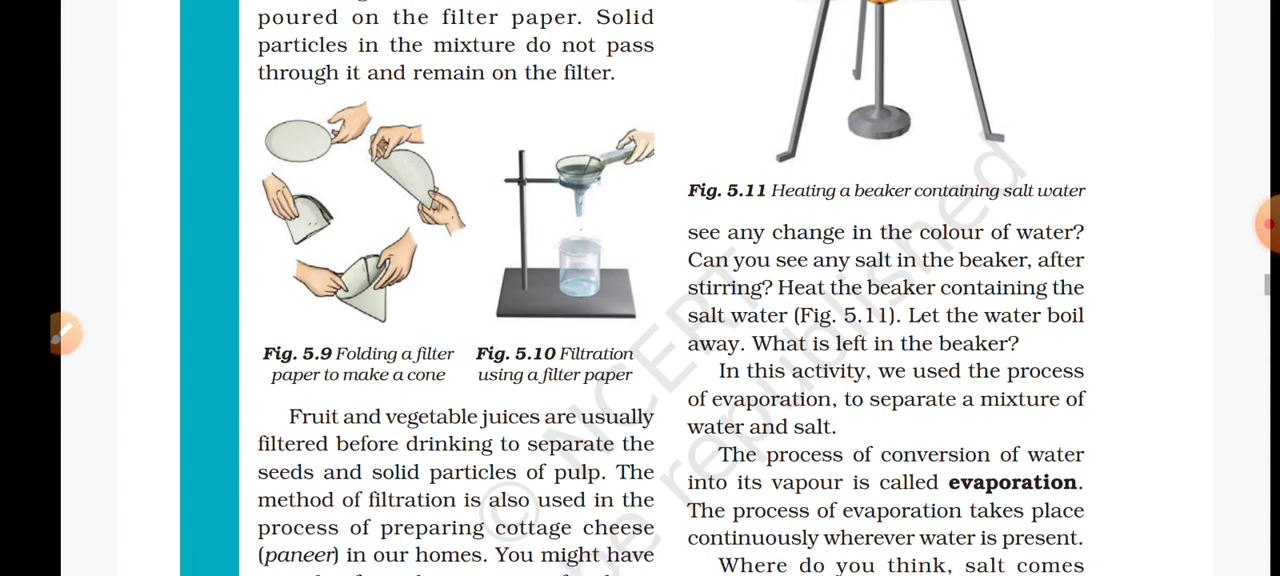 poured on the filter paper. Solid
particles in the mixture do not pass
through it and remain on the filter.
Fig. 5.9 Folding a filter
paper to make a cone
Fig. 5.10 Filtration
using a filter paper
Fruit and vegetable juices are usually
filtered before drinking to separate the
seeds and solid particles of pulp. The
method of filtration is also used in the
process of preparing cottage cheese
(paneer) in our homes. You might have
Fig. 5.11 Heating a beaker containing salt water
see any change in the colour of water?
Can you see any salt in the beaker, after
stirring? Heat the beaker containing the
salt water (Fig. 5.11). Let the water boil
away. What is left in the beaker?
In this activity, we used the process
of evaporation, to separate a mixture of
water and salt.
The process of conversion of water
into its vapour is called evaporation.
The process of evaporation takes place
continuously wherever water is present.
Where do you think, salt comes
© NCERT
be republished